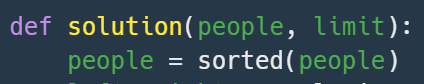 def solution(people, limit):
    people = sorted(people)